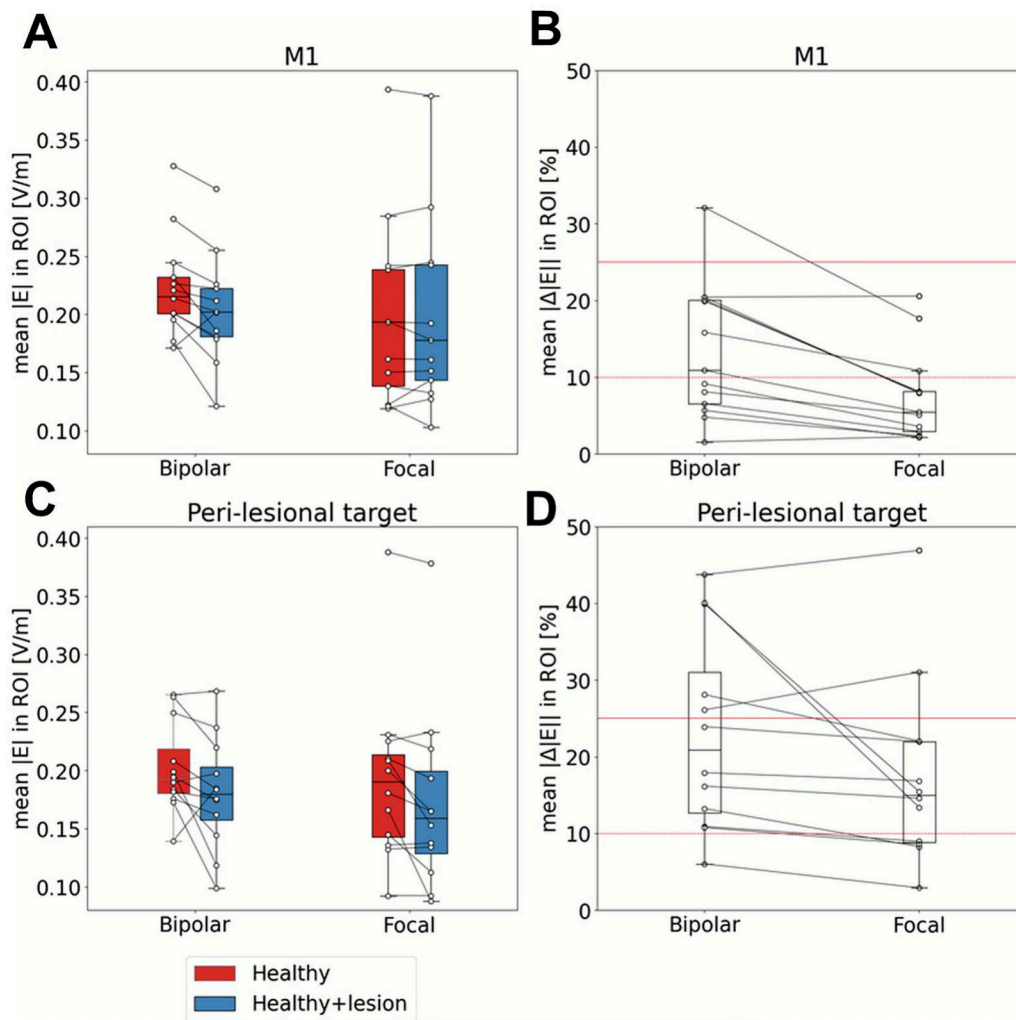 A
M1
mean |E| in ROI [V/m]
0.40
0.35
0.30
0.25
0.20
0.15
0.10
Bipolar
Focal
B
M1
mean |Δ|E|| in ROI [%]
50
40
30
20
10
0
Bipolar
Focal
C
Peri-lesional target
mean |E| in ROI [V/m]
0.40
0.35
0.30
0.25
0.20
0.15
0.10
Bipolar
Focal
D
Peri-lesional target
mean |Δ|E|| in ROI [%]
50
40
30
20
10
0
Bipolar
Focal
Healthy
Healthy+lesion